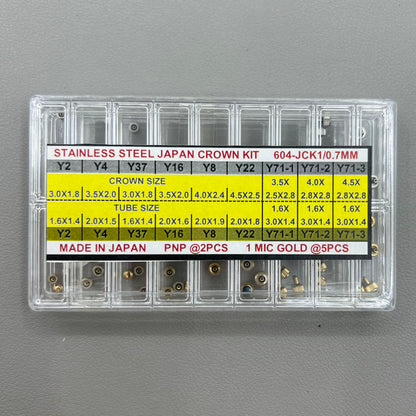 STAINLESS STEEL JAPAN CROWN KIT 604-JCK1/0.7MM
Y2 Y4 Y37 Y16 Y8 Y22 Y71-1 Y71-2 Y71-3
CROWN SIZE 3.5X 4.0X 4.5X
3.0X1.8 3.5X2.0 3.0X1.8 3.5X2.0 4.0X2.4 4.5X2.5 2.5X2.8 2.8X2.8 2.8X2.8
TUBE SIZE 1.6X 1.6X 1.6X
1.6X1.4 2.0X1.5 1.6X1.4 2.0X1.6 2.0X1.9 2.0X1.8 3.0X1.4 3.0X1.4 3.0X1.4
Y2 Y4 Y37 Y16 Y8 Y22 Y71-1 Y71-2 Y71-3
MADE IN JAPAN PNP @2PCS 1 MIC GOLD @5PCS